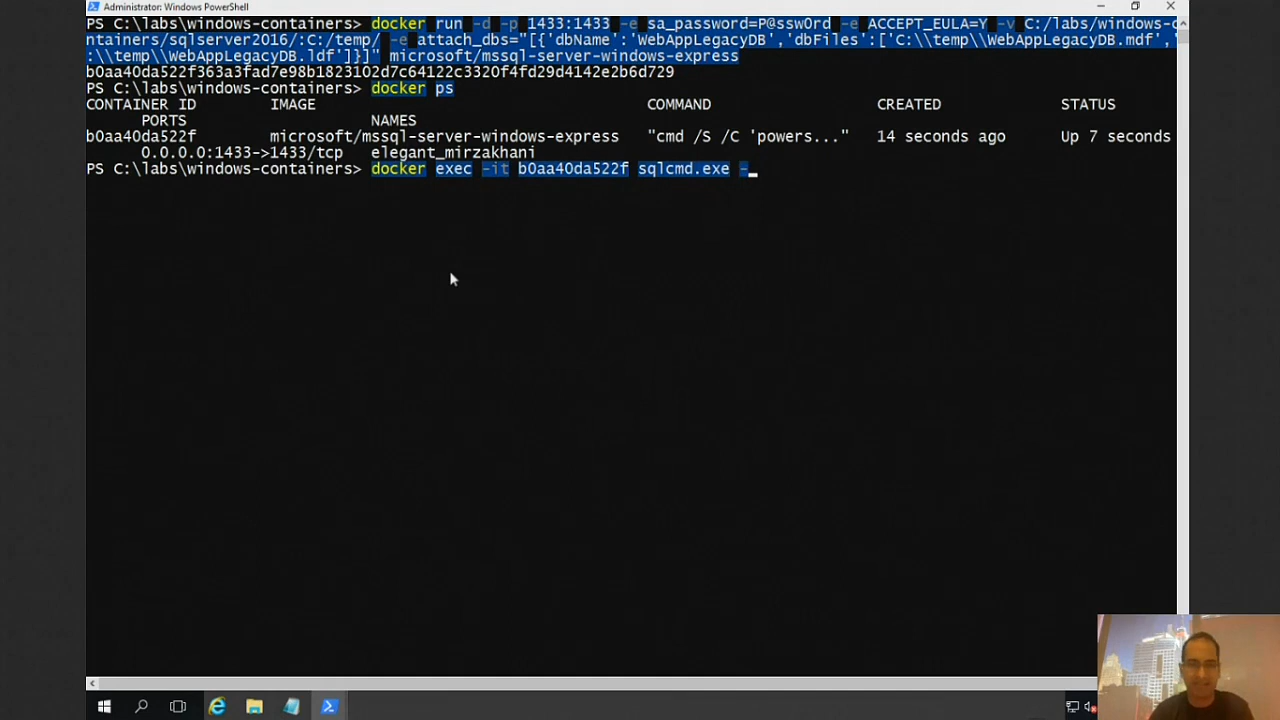 Administrator: Windows PowerShell
PS C:\labs\windows-containers> docker run -d -p 1433:1433 -e sa_password=P@ssw0rd -e ACCEPT_EULA=Y -v C:/labs/windows-c
ntainers/sqlserver2016/:C:/temp/ -e attach_dbs="[{'dbName':'WebAppLegacyDB','dbFiles':['C:\\temp\\WebAppLegacyDB.mdf','
:\\temp\\WebAppLegacyDB.ldf']}]" microsoft/mssql-server-windows-express
b0aa40da522f363a3fad7e98b1823102d7c64122c3320f4fd29d4142e2b6d729
PS C:\labs\windows-containers> docker ps
CONTAINER ID IMAGE COMMAND CREATED STATUS
PORTS NAMES
b0aa40da522f microsoft/mssql-server-windows-express "cmd /S /C 'powers..." 14 seconds ago Up 7 seconds
0.0.0.0:1433->1433/tcp elegant_mirzakhani
PS C:\labs\windows-containers> docker exec -it b0aa40da522f sqlcmd.exe -